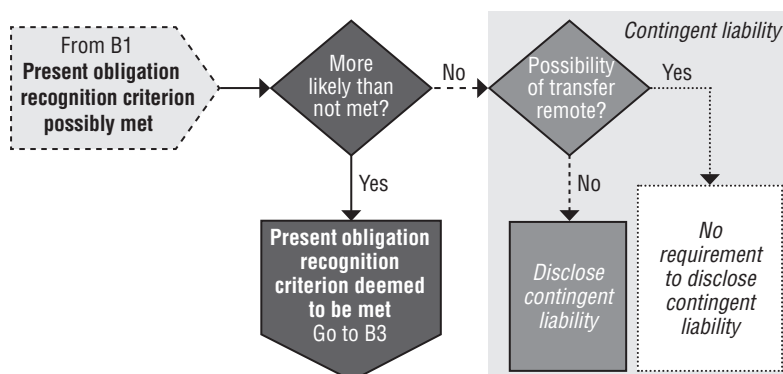 From B1
Present obligation
recognition criterion
possibly met
More
likely than
not met?
No
Yes
Present obligation
recognition
criterion deemed
to be met
Go to B3
Contingent liability
Possibility
of transfer
remote?
Yes
No
Disclose
contingent
liability
No
requirement
to disclose
contingent
liability